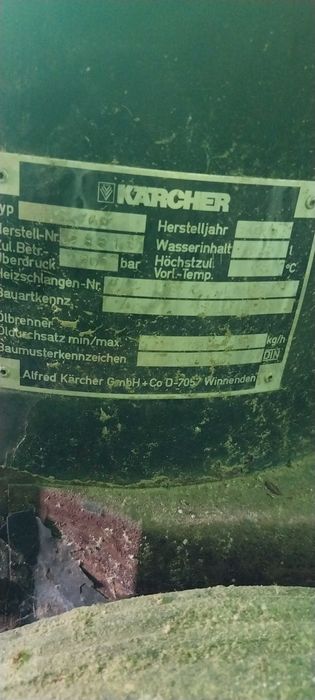 KÄRCHER
Typ
Herstelljahr
Herstell-Nr.
Wasserinhalt l
Zul. Betr.
Überdruck bar
Höchstzul.
Vorl.-Temp. °C
Heizschlangen-Nr.
Bauartkennz.
Ölbrenner
Öldurchsatz min/max. kg/h
Baumusterkennzeichen DIN
Alfred Kärcher GmbH+Co D-7057 Winnenden